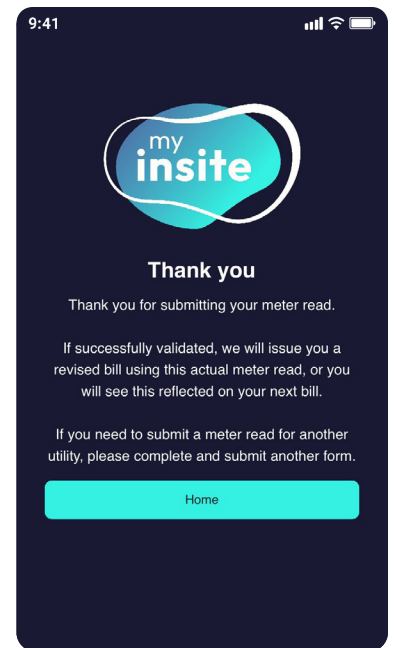 9:41
my
insite
Thank you
Thank you for submitting your meter read.
If successfully validated, we will issue you a
revised bill using this actual meter read, or you
will see this reflected on your next bill.
If you need to submit a meter read for another
utility, please complete and submit another form.
Home